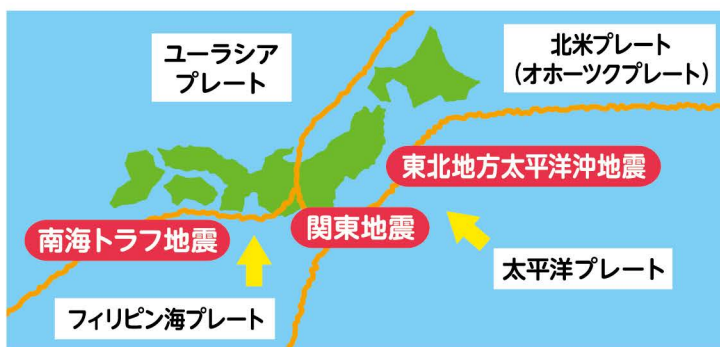 ユーラシア
プレート
北米プレート
(オホーツクプレート)
東北地方太平洋沖地震
南海トラフ地震
関東地震
太平洋プレート
フィリピン海プレート